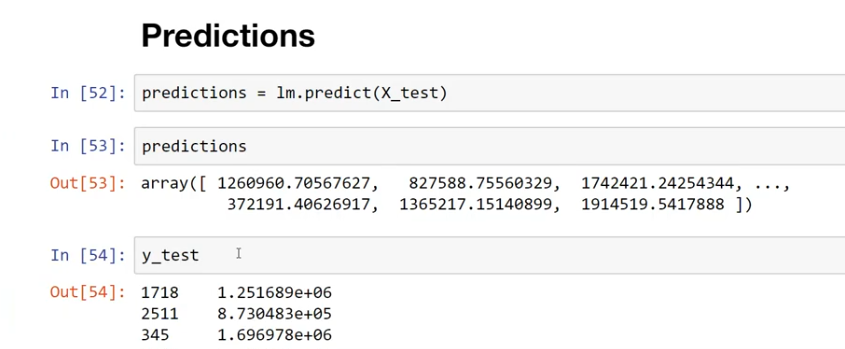 Predictions
In [52]: predictions = lm.predict(X_test)
In [53]: predictions
Out[53]: array([ 1260960.70567627, 827588.75560329, 1742421.24254344, ...,
372191.40626917, 1365217.15140899, 1914519.5417888 ])
In [54]: y_test
Out[54]: 1718 1.251689e+06
2511 8.730483e+05
345 1.696978e+06